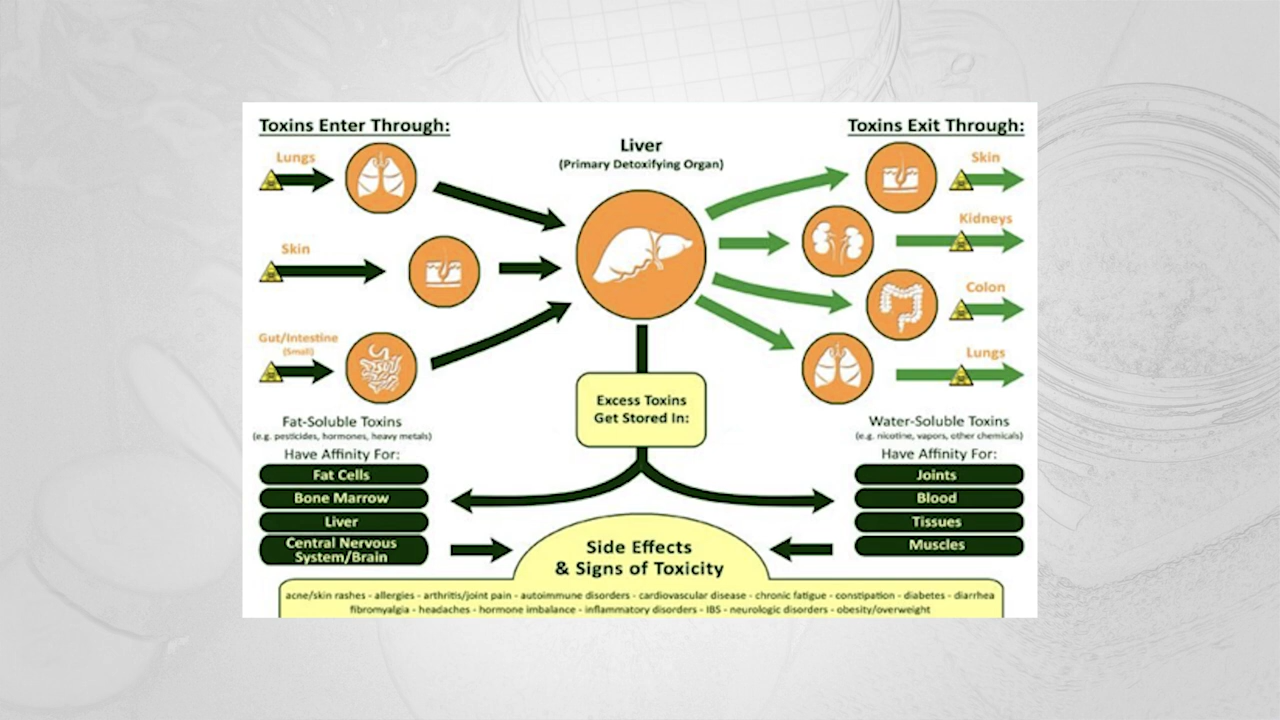 Toxins Enter Through:
Lungs
Skin
Gut/Intestine
(Small)
Liver
(Primary Detoxifying Organ)
Toxins Exit Through:
Skin
Kidneys
Colon
Lungs
Excess Toxins
Get Stored In:
Fat-Soluble Toxins
(e.g. pesticides, hormones, heavy metals)
Have Affinity For:
Fat Cells
Bone Marrow
Liver
Central Nervous
System/Brain
Water-Soluble Toxins
(e.g. nicotine, vapors, other chemicals)
Have Affinity For:
Joints
Blood
Tissues
Muscles
Side Effects
& Signs of Toxicity
acne/skin rashes - allergies - arthritis/joint pain - autoimmune disorders - cardiovascular disease - chronic fatigue - constipation - diabetes - diarrhea
fibromyalgia - headaches - hormone imbalance - inflammatory disorders - IBS - neurologic disorders - obesity/overweight